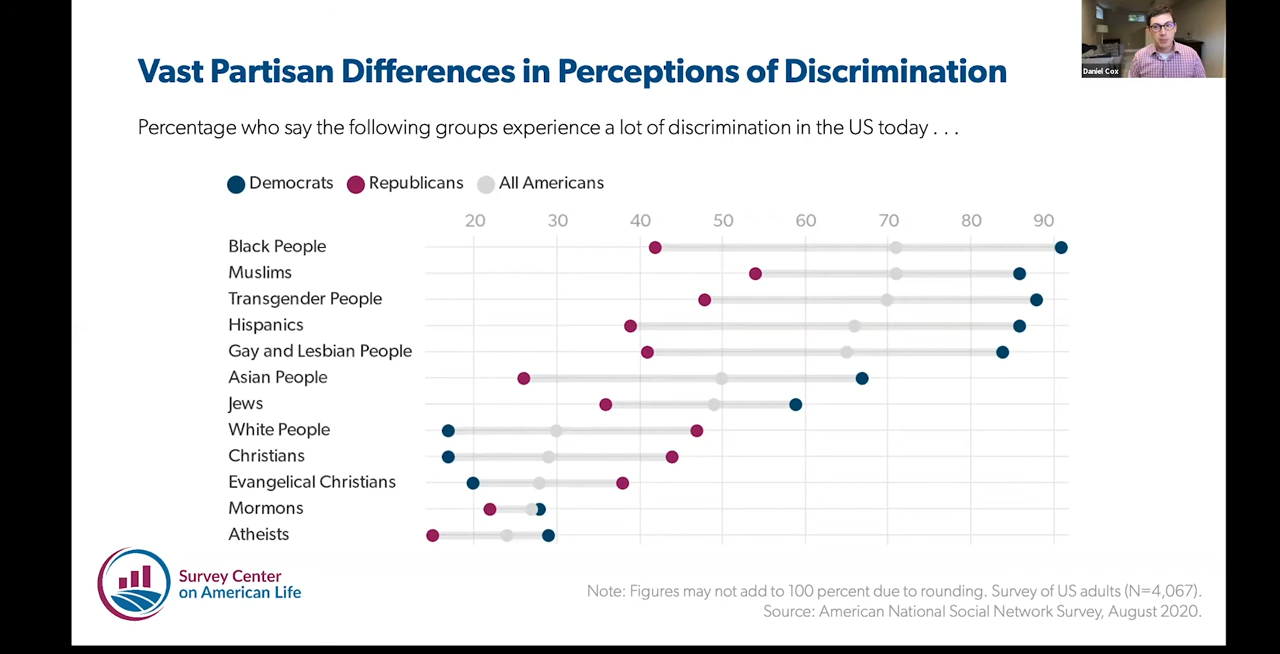 Daniel Cox
Vast Partisan Differences in Perceptions of Discrimination
Percentage who say the following groups experience a lot of discrimination in the US today . . .
Democrats Republicans All Americans
20 30 40 50 60 70 80 90
Black People
Muslims
Transgender People
Hispanics
Gay and Lesbian People
Asian People
Jews
White People
Christians
Evangelical Christians
Mormons
Atheists
Survey Center
on American Life
Note: Figures may not add to 100 percent due to rounding. Survey of US adults (N=4,067).
Source: American National Social Network Survey, August 2020.